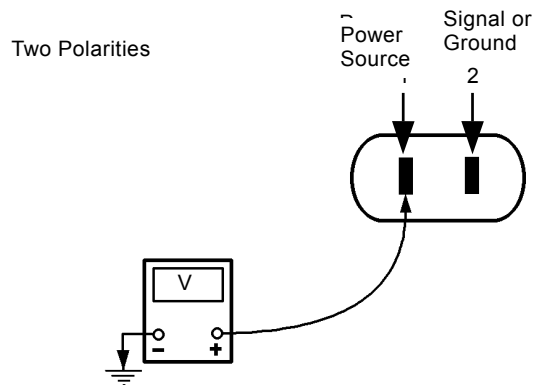 Two Polarities
Power
Source
Signal or
Ground
2
V
-
+